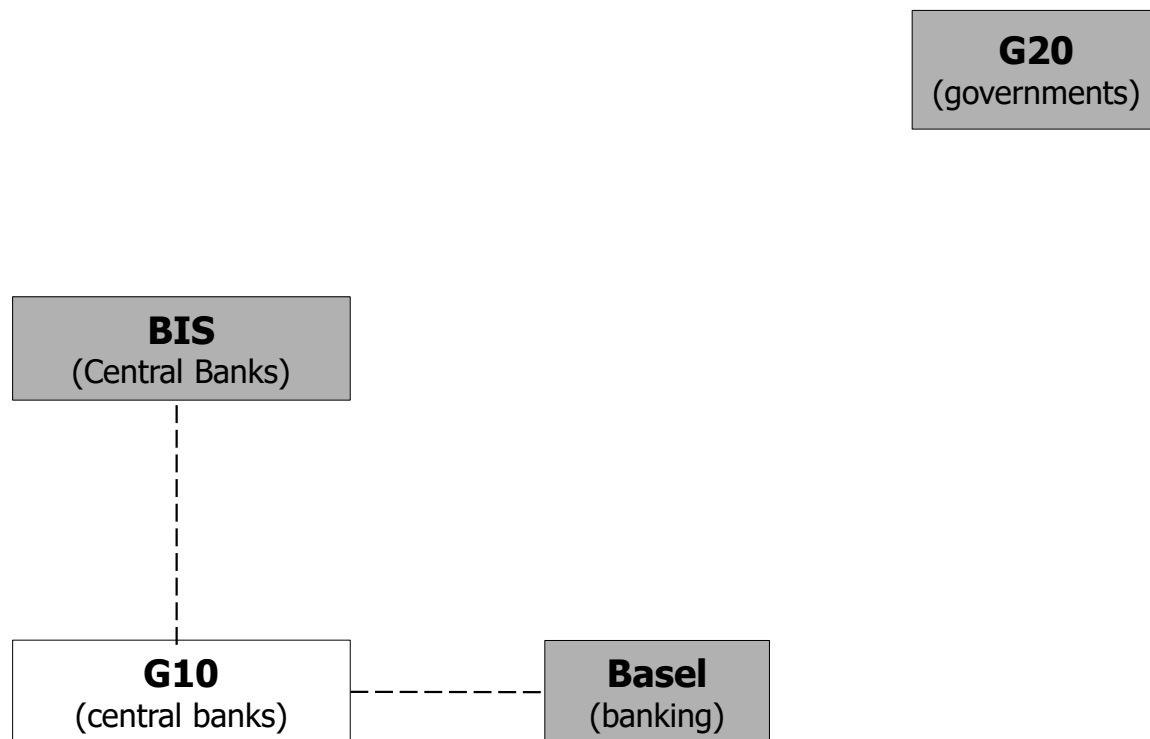 G20
(governments)
BIS
(Central Banks)
G10
(central banks)
Basel
(banking)